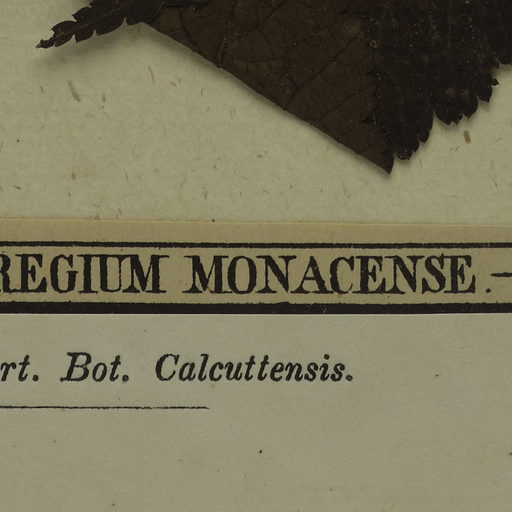 REGIUM MONACENSE.—
rt. Bot. Calcuttensis.